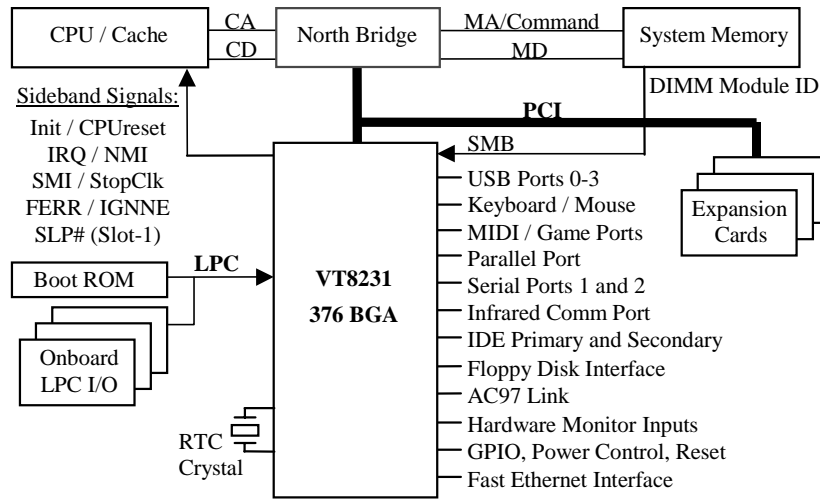 CPU / Cache
CA
CD
North Bridge
MA/Command
MD
System Memory
DIMM Module ID
Sideband Signals:
Init / CPUreset
IRQ / NMI
SMI / StopClk
FERR / IGNNE
SLP# (Slot-1)
PCI
SMB
Expansion
Cards
Boot ROM
LPC
Onboard
LPC I/O
RTC
Crystal
VT8231
376 BGA
USB Ports 0-3
Keyboard / Mouse
MIDI / Game Ports
Parallel Port
Serial Ports 1 and 2
Infrared Comm Port
IDE Primary and Secondary
Floppy Disk Interface
AC97 Link
Hardware Monitor Inputs
GPIO, Power Control, Reset
Fast Ethernet Interface